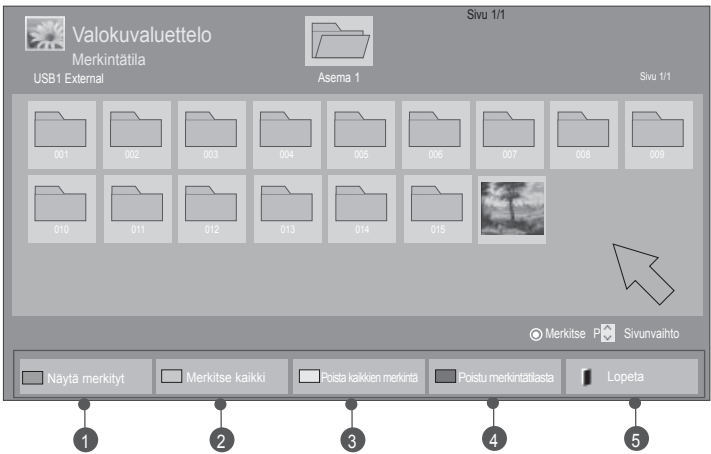 Sivu 1/1
Valokuvaluettelo
Merkintätila
USB1 External
Asema 1
Sivu 1/1
001 002 003 004 005 006 007 008 009
010 011 012 013 014 015
Merkitse P Sivunvaihto
Näytä merkityt Merkitse kaikki Poista kaikkien merkintä Poistu merkintätilasta Lopeta
1 2 3 4 5